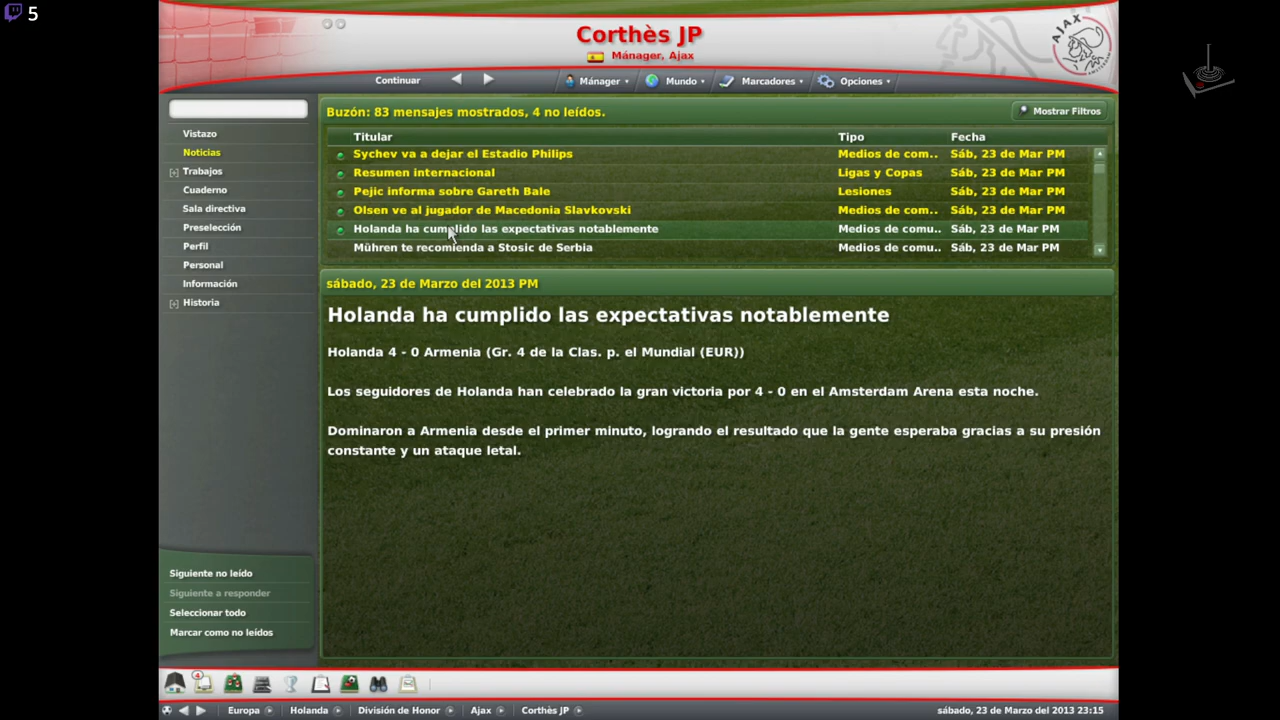 5
Corthès JP
Mánager, Ajax
AJAX
Continuar
Mánager
Mundo
Marcadores
Opciones
Vistazo
Noticias
Trabajos
Cuaderno
Sala directiva
Preselección
Perfil
Personal
Información
Historia
Buzón: 83 mensajes mostrados, 4 no leídos.
Mostrar Filtros
Titular Tipo Fecha
Sychev va a dejar el Estadio Philips Medios de com.. Sáb, 23 de Mar PM
Resumen internacional Ligas y Copas Sáb, 23 de Mar PM
Pejic informa sobre Gareth Bale Lesiones Sáb, 23 de Mar PM
Olsen ve al jugador de Macedonia Slavkovski Medios de com.. Sáb, 23 de Mar PM
Holanda ha cumplido las expectativas notablemente Medios de comu.. Sáb, 23 de Mar PM
Mühren te recomienda a Stosic de Serbia Medios de comu.. Sáb, 23 de Mar PM
sábado, 23 de Marzo del 2013 PM
Holanda ha cumplido las expectativas notablemente
Holanda 4 - 0 Armenia (Gr. 4 de la Clas. p. el Mundial (EUR))
Los seguidores de Holanda han celebrado la gran victoria por 4 - 0 en el Amsterdam Arena esta noche.
Dominaron a Armenia desde el primer minuto, logrando el resultado que la gente esperaba gracias a su presión
constante y un ataque letal.
Siguiente no leído
Siguiente a responder
Seleccionar todo
Marcar como no leídos
4
Europa
Holanda
División de Honor
Ajax
Corthès JP
sábado, 23 de Marzo del 2013 23:15